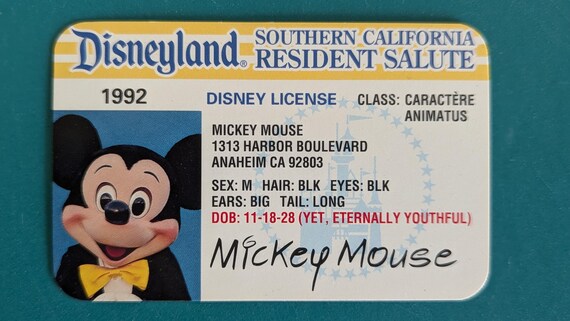 Disneyland® SOUTHERN CALIFORNIA
RESIDENT SALUTE
1992
DISNEY LICENSE CLASS: CARACTÈRE
ANIMATUS
MICKEY MOUSE
1313 HARBOR BOULEVARD
ANAHEIM CA 92803
SEX: M HAIR: BLK EYES: BLK
EARS: BIG TAIL: LONG
DOB: 11-18-28 (YET, ETERNALLY YOUTHFUL)
Mickey Mouse